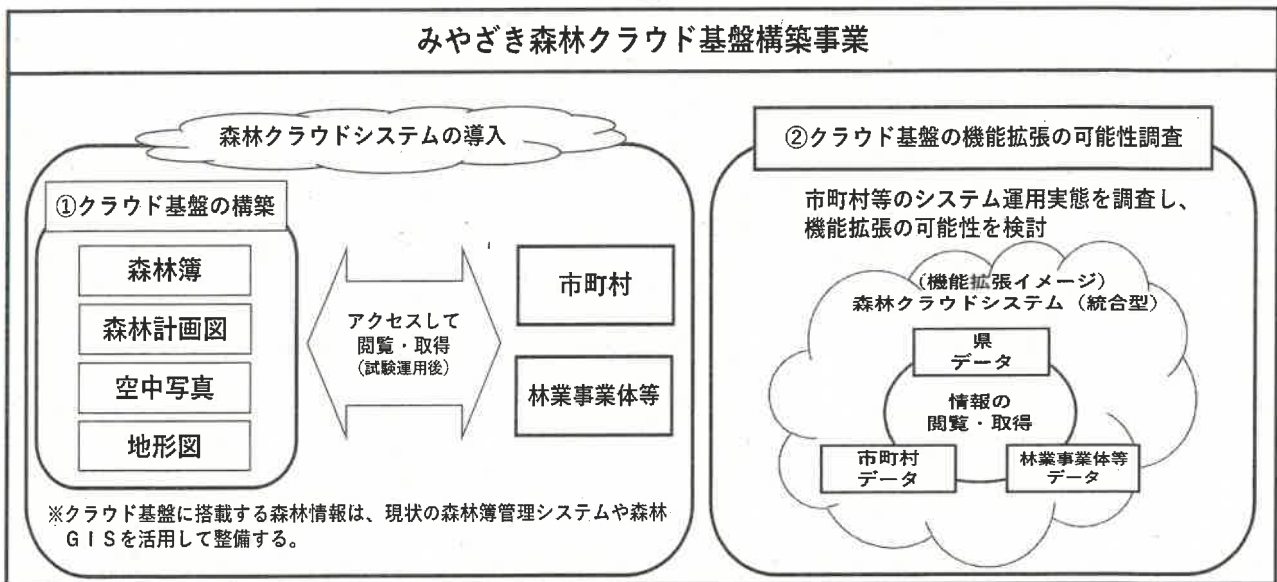 みやざき森林クラウド基盤構築事業
森林クラウドシステムの導入
①クラウド基盤の構築
森林簿
森林計画図
空中写真
地形図
アクセスして
閲覧・取得
(試験運用後)
市町村
林業事業体等
※クラウド基盤に搭載する森林情報は、現状の森林簿管理システムや森林
GISを活用して整備する。
②クラウド基盤の機能拡張の可能性調査
市町村等のシステム運用実態を調査し、
機能拡張の可能性を検討
(機能拡張イメージ)
森林クラウドシステム(統合型)
県
データ
情報の
閲覧・取得
市町村
データ
林業事業体等
データ